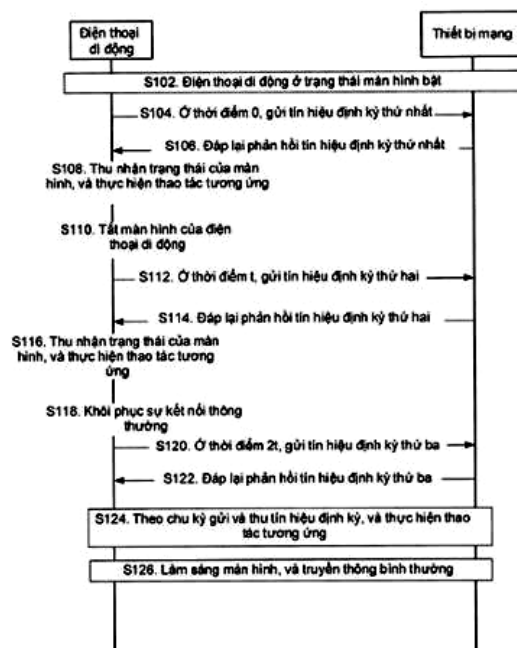 Điện thoại
di động
Thiết bị mạng
S102. Điện thoại di động ở trạng thái màn hình bật
S104. Ở thời điểm 0, gửi tín hiệu định kỳ thứ nhất
S106. Đáp lại phản hồi tín hiệu định kỳ thứ nhất
S108. Thu nhận trạng thái của màn
hình, và thực hiện thao tác tương ứng
S110. Tắt màn hình của điện
thoại di động
S112. Ở thời điểm t, gửi tín hiệu định kỳ thứ hai
S114. Đáp lại phản hồi tín hiệu định kỳ thứ hai
S116. Thu nhận trạng thái của màn
hình, và thực hiện thao tác tương
ứng
S118. Khôi phục sự kết nối thông
thường
S120. Ở thời điểm 2t, gửi tín hiệu định kỳ thứ ba
S122. Đáp lại phản hồi tín hiệu định kỳ thứ ba
S124. Theo chu kỳ gửi và thu tín hiệu định kỳ, và thực hiện thao
tác tương ứng
S126. Làm sáng màn hình, và truyền thông bình thường